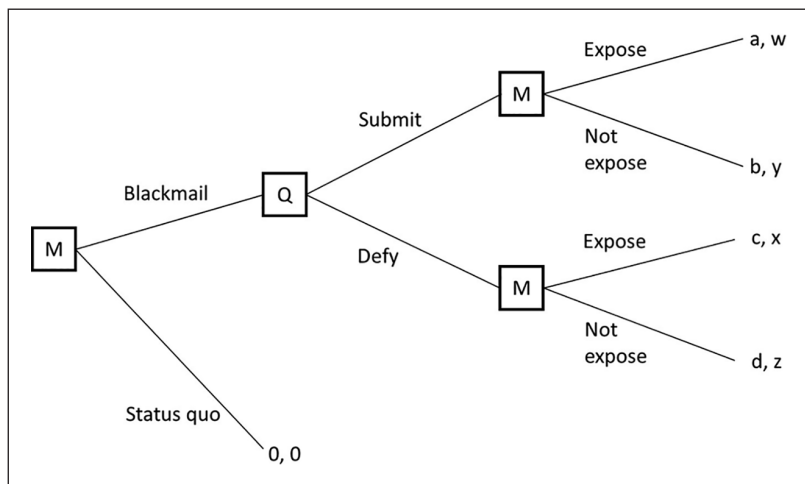 Expose
a, w
M
Submit
Not
expose
b, y
Blackmail
Q
M
Defy
Expose
c, x
M
Not
expose
d, z
Status quo
0, 0